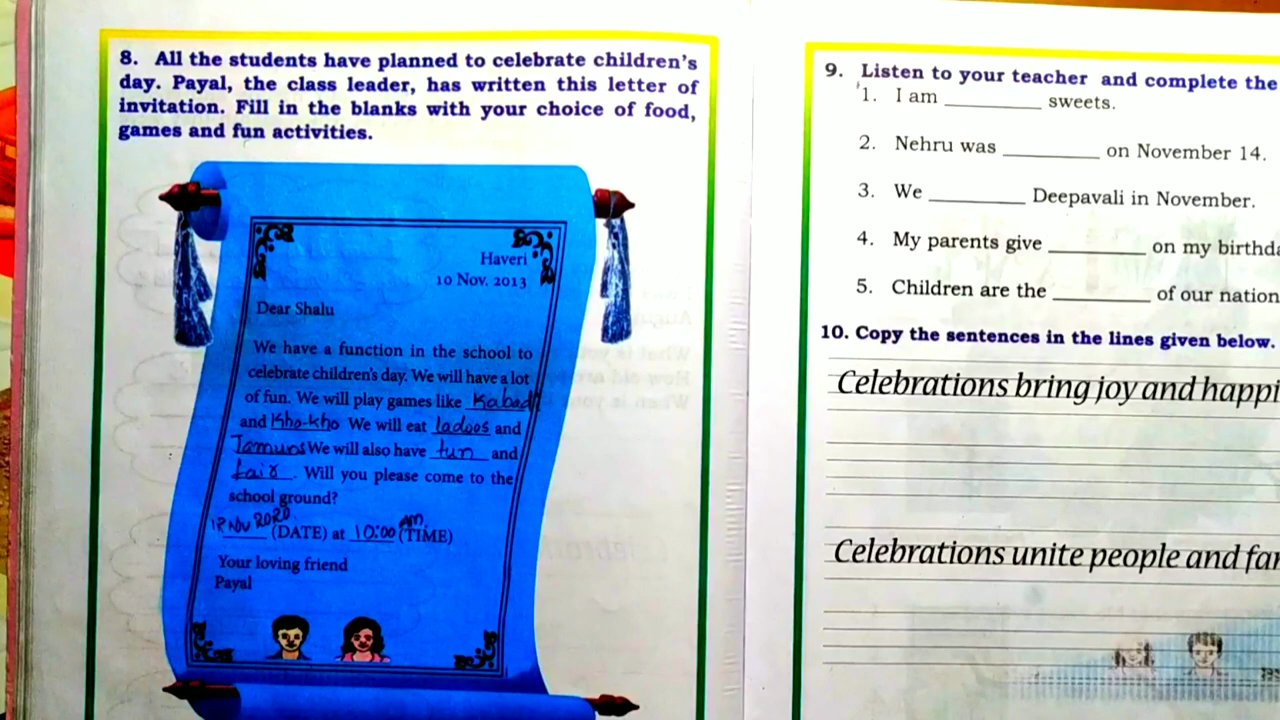 8. All the students have planned to celebrate children's
day. Payal, the class leader, has written this letter of
invitation. Fill in the blanks with your choice of food,
games and fun activities.
Haveri
10 Nov. 2013
Dear Shalu
We have a function in the school to
celebrate children's day. We will have a lot
of fun. We will play games like Kabadi
and Kho-kho We will eat ladoos and
Jamuns We will also have fun and
fair. Will you please come to the
school ground?
Nov 2020 (DATE) at 10:00 AM. (TIME)
Your loving friend
Payal
9. Listen to your teacher and complete the
1. I am __________ sweets.
2. Nehru was __________ on November 14.
3. We __________ Deepavali in November.
4. My parents give __________ on my birthda
5. Children are the __________ of our nation
10. Copy the sentences in the lines given below.
Celebrations bring joy and happi
Celebrations unite people and fa